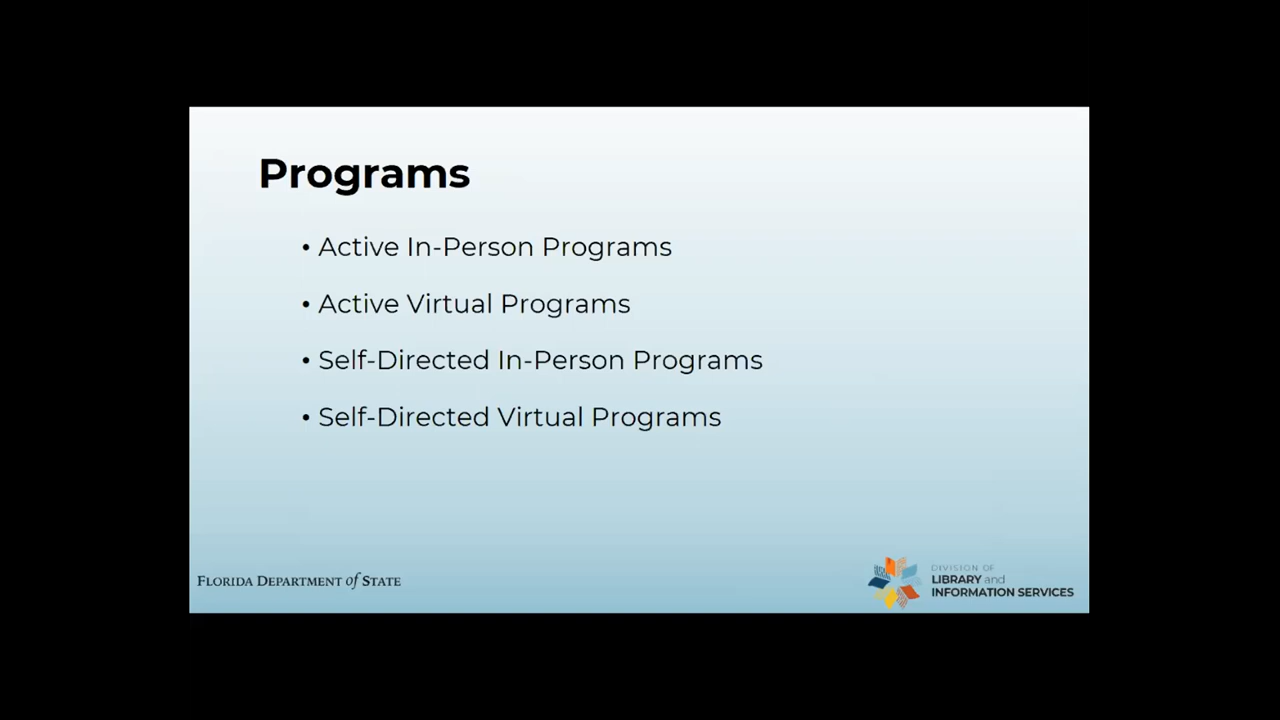 Programs
• Active In-Person Programs
• Active Virtual Programs
• Self-Directed In-Person Programs
• Self-Directed Virtual Programs
FLORIDA DEPARTMENT of STATE
DIVISION OF
LIBRARY and
INFORMATION SERVICES